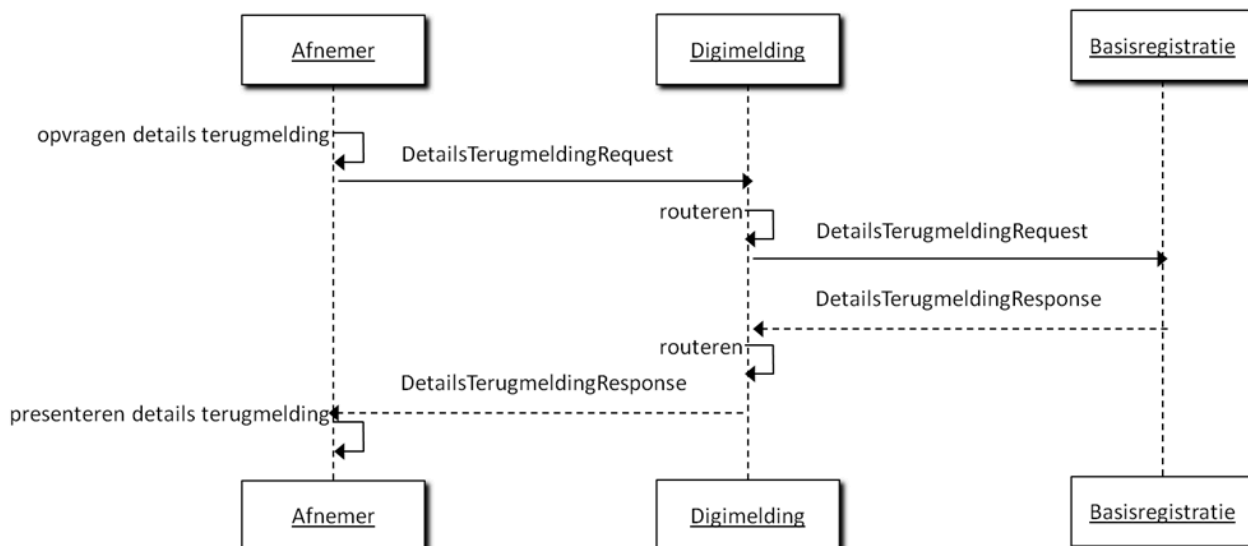 Afnemer
Digimelding
Basisregistratie
opvragen details terugmelding
DetailsTerugmeldingRequest
routeren
DetailsTerugmeldingRequest
DetailsTerugmeldingResponse
routeren
DetailsTerugmeldingResponse
presenteren details terugmelding
Afnemer
Digimelding
Basisregistratie